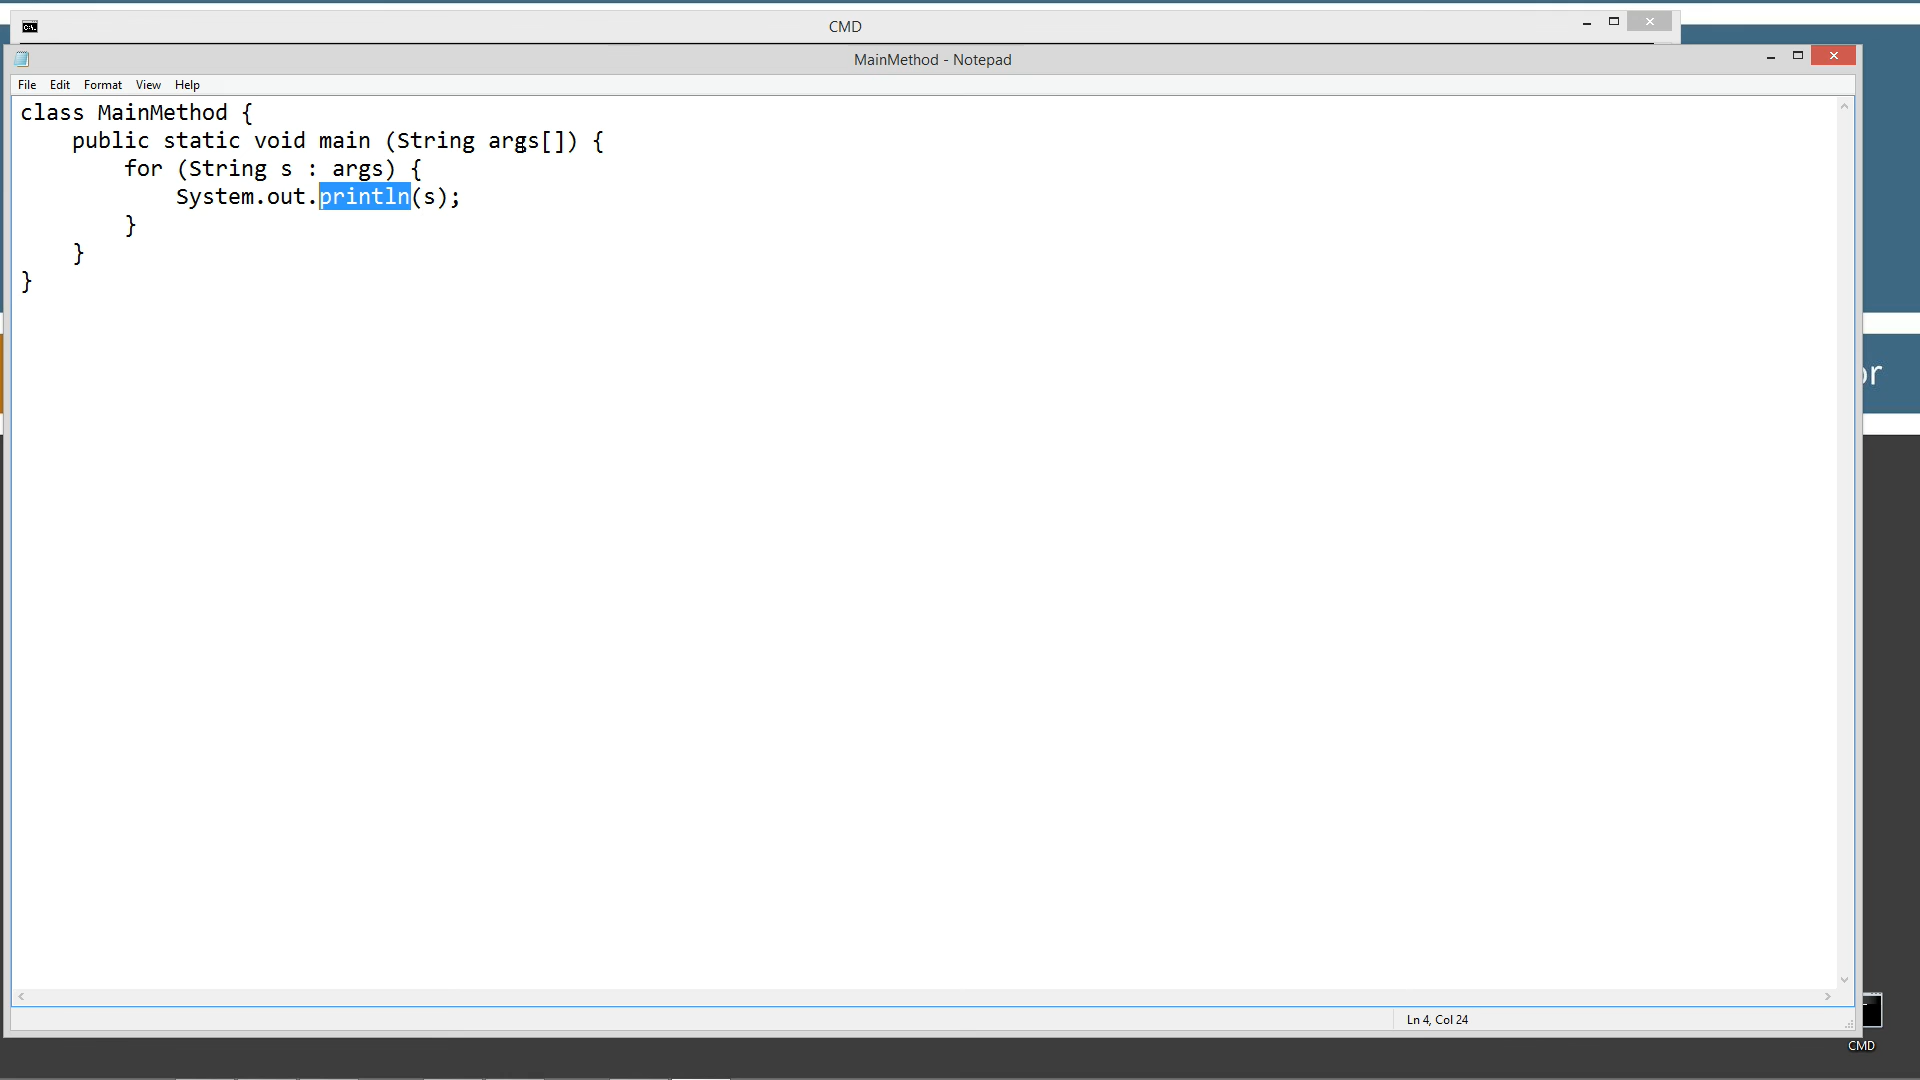 CMD
MainMethod - Notepad
File Edit Format View Help
class MainMethod {
    public static void main (String args[]) {
        for (String s : args) {
            System.out.println(s);
        }
    }
}
or
Ln 4, Col 24
CMD